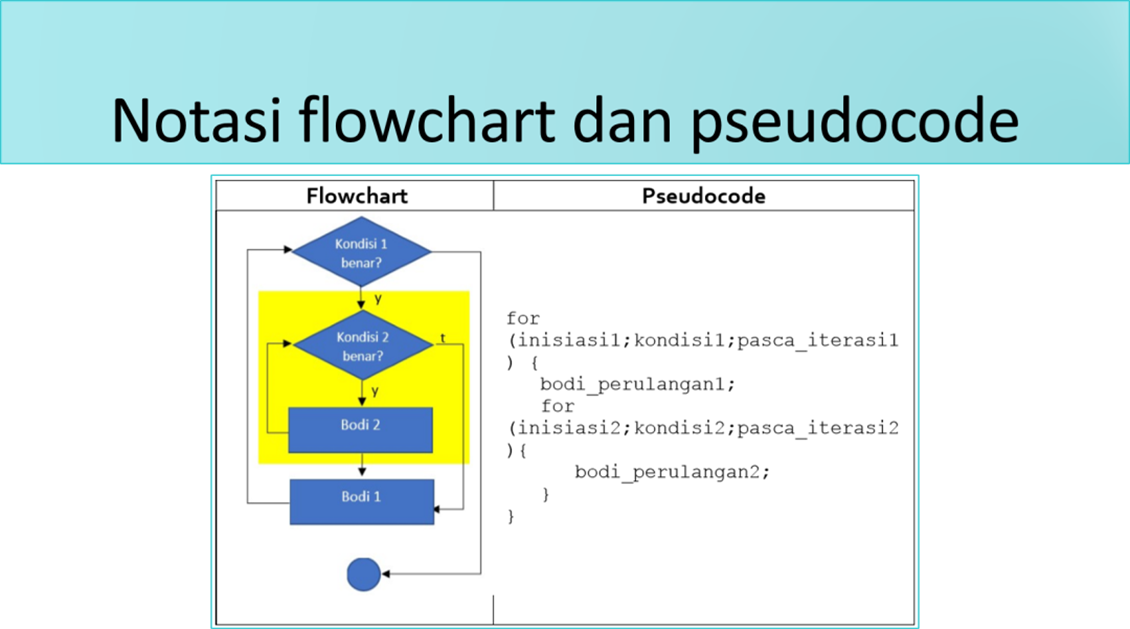 Notasi flowchart dan pseudocode
Flowchart
Pseudocode
Kondisi 1
benar?
y
Kondisi 2
benar?
t
y
Bodi 2
Bodi 1
for
(inisiasi1;kondisi1;pasca_iterasi1
) {
bodi_perulangan1;
for
(inisiasi2;kondisi2;pasca_iterasi2
){
bodi_perulangan2;
}
}